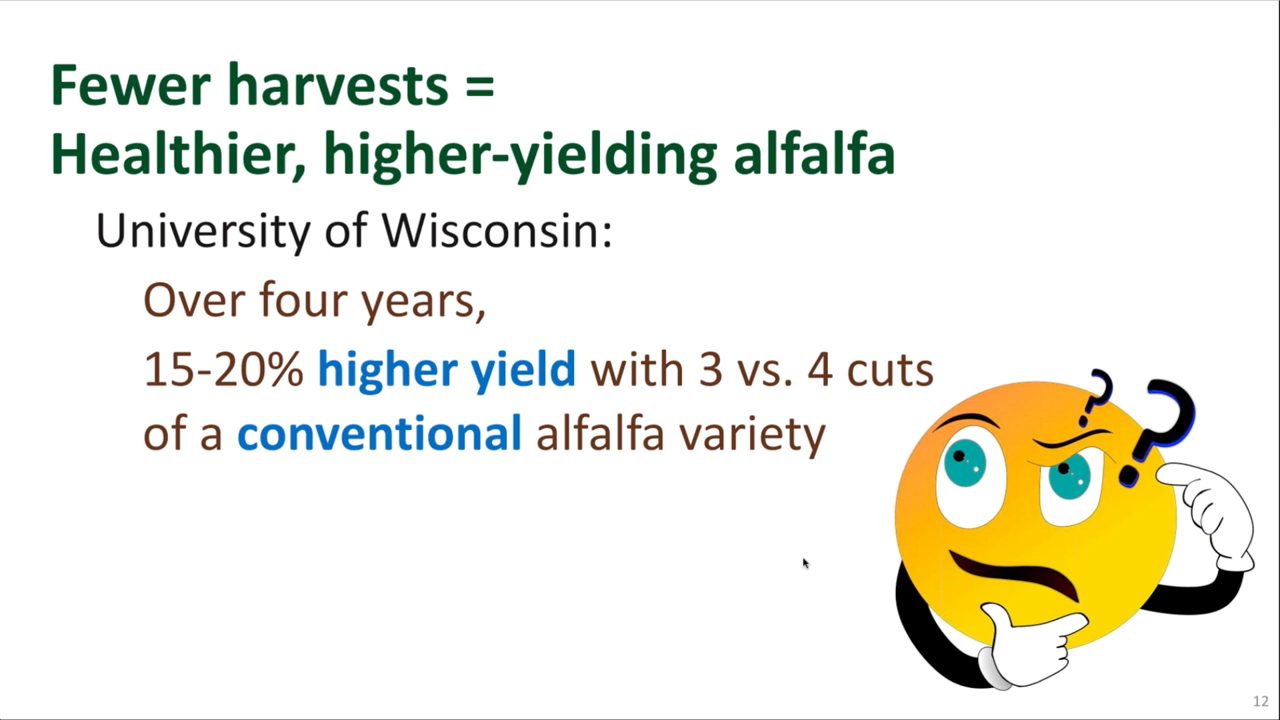 Fewer harvests =
Healthier, higher-yielding alfalfa
University of Wisconsin:
Over four years,
15-20% higher yield with 3 vs. 4 cuts
of a conventional alfalfa variety
? ?
12